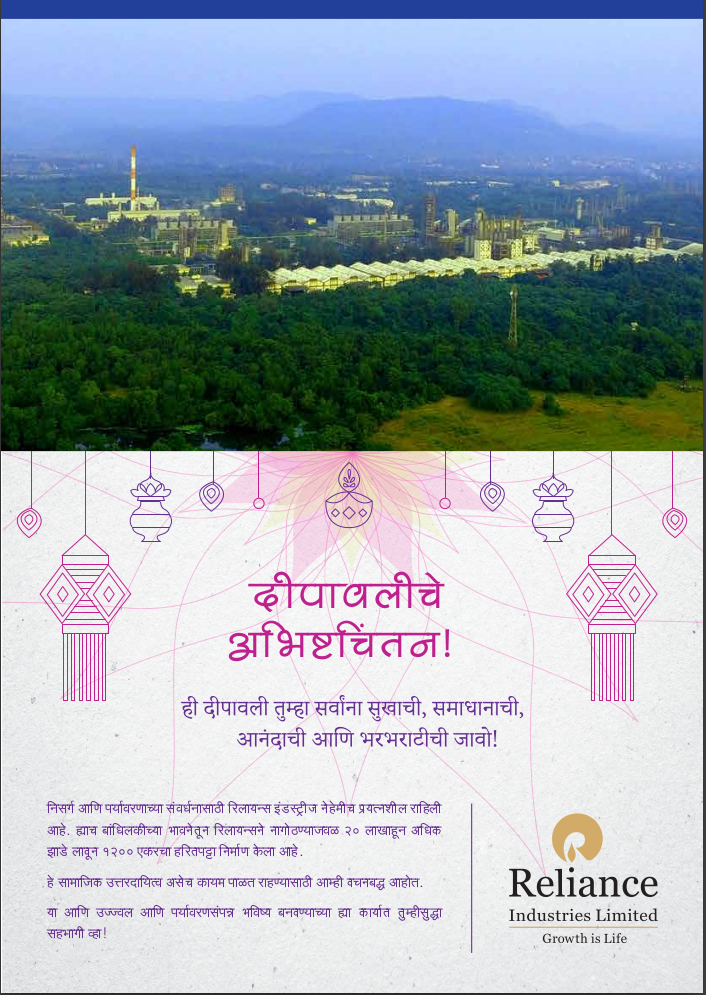 दीपावलीचे
अभिष्टचिंतन!
ही दीपावली तुम्हा सर्वांना सुखाची, समाधानाची,
आनंदाची आणि भरभराटीची जावो!
निसर्ग आणि पर्यावरणाच्या संवर्धनासाठी रिलायन्स इंडस्ट्रीज नेहेमीच प्रयत्नशील राहिली
आहे. ह्याच बांधिलकीच्या भावनेतून रिलायन्सने नागोठण्याजवळ २० लाखाहून अधिक
झाडे लावून १२०० एकरचा हरितपट्टा निर्माण केला आहे.
हे सामाजिक उत्तरदायित्व असेच कायम पाळत राहण्यासाठी आम्ही वचनबद्ध आहोत.
या आणि उज्ज्वल आणि पर्यावरणसंपन्न भविष्य बनवण्याच्या ह्या कार्यात तुम्हीसुद्धा
सहभागी व्हा!
Reliance
Industries Limited
Growth is Life